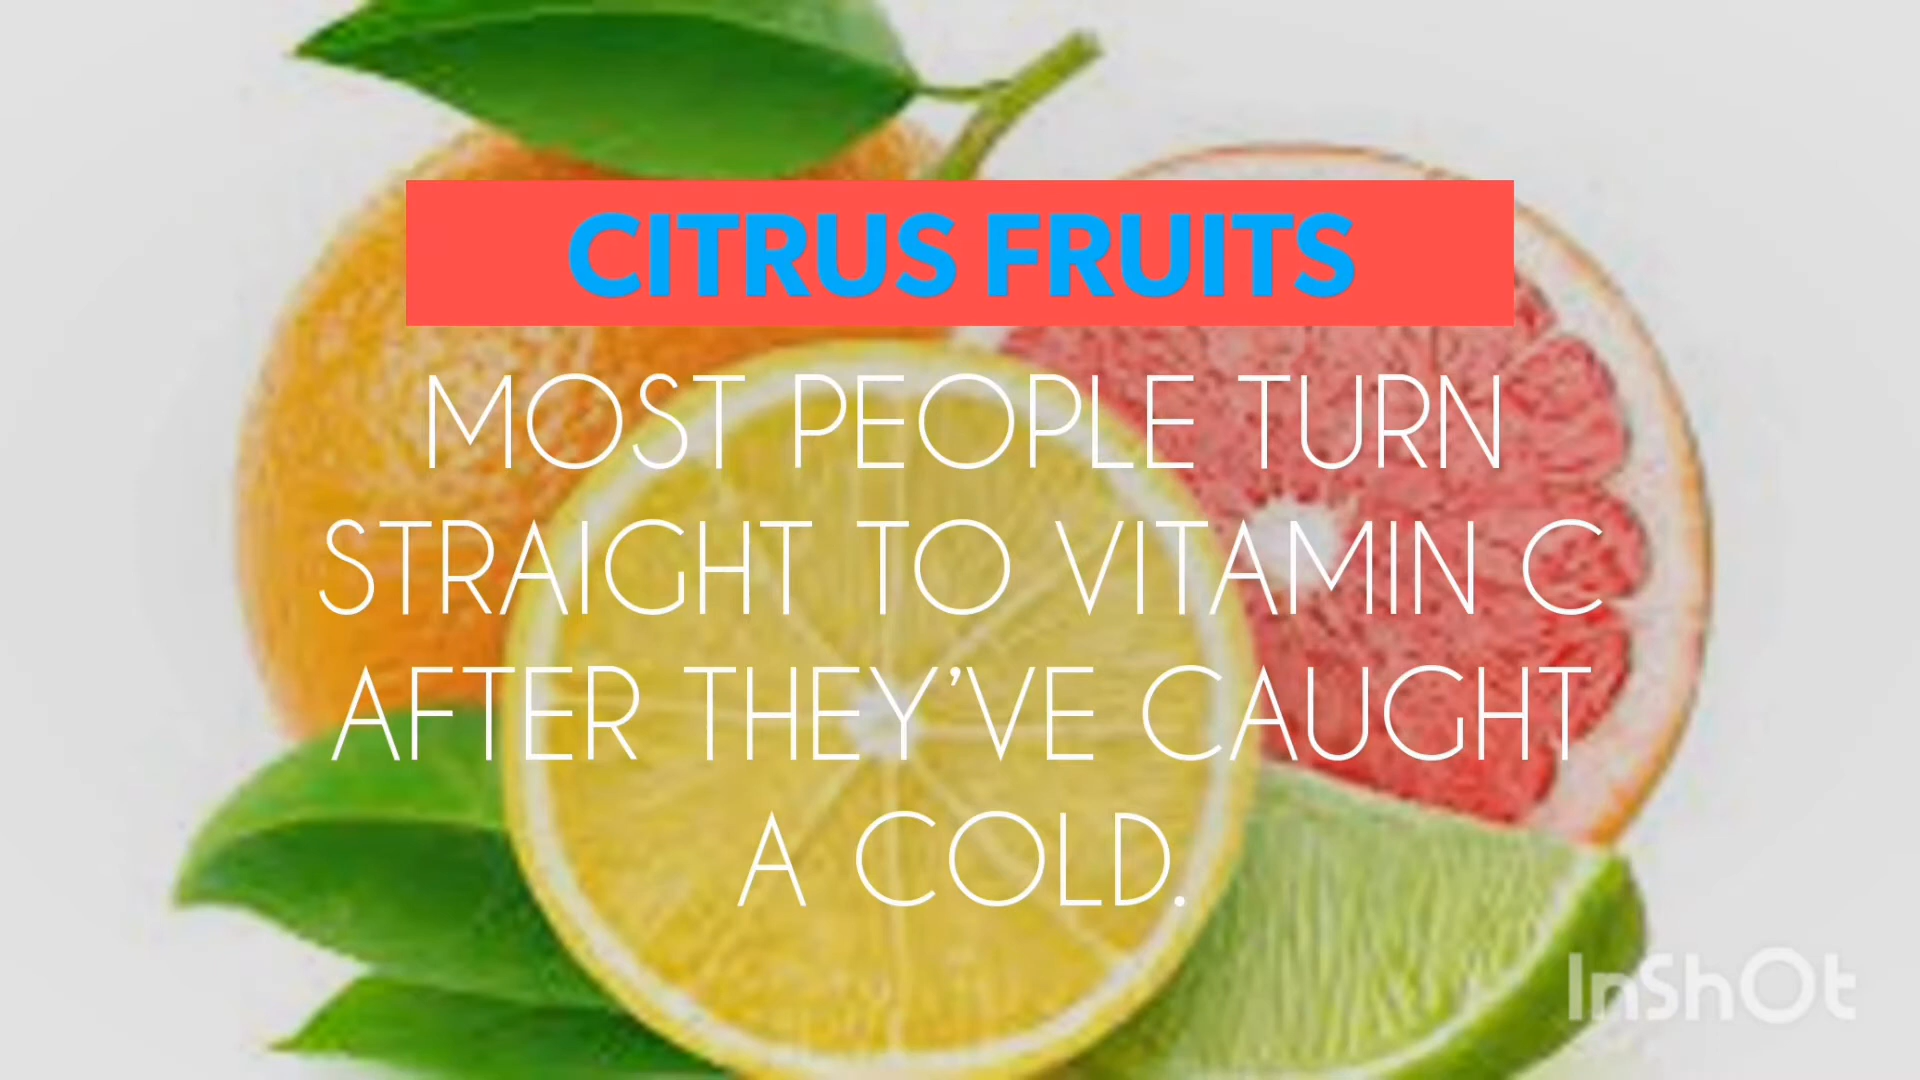 CITRUS FRUITS
MOST PEOPLE TURN
STRAIGHT TO VITAMIN C
AFTER THEY'VE CAUGHT
A COLD.
InShOt